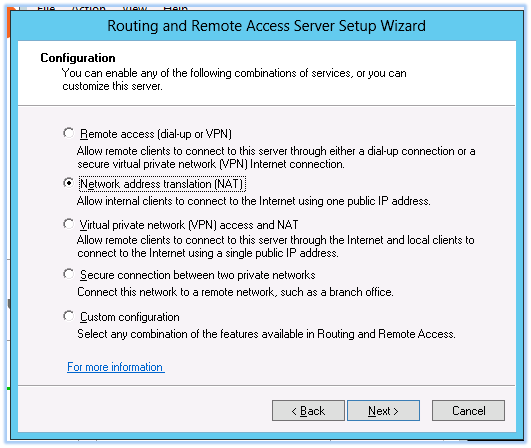 File Action View Help
Routing and Remote Access Server Setup Wizard
Configuration
You can enable any of the following combinations of services, or you can
customize this server.
Remote access (dial-up or VPN)
Allow remote clients to connect to this server through either a dial-up connection or a
secure virtual private network (VPN) Internet connection.
Network address translation (NAT)
Allow internal clients to connect to the Internet using one public IP address.
Virtual private network (VPN) access and NAT
Allow remote clients to connect to this server through the Internet and local clients to
connect to the Internet using a single public IP address.
Secure connection between two private networks
Connect this network to a remote network, such as a branch office.
Custom configuration
Select any combination of the features available in Routing and Remote Access.
For more information
< Back Next > Cancel